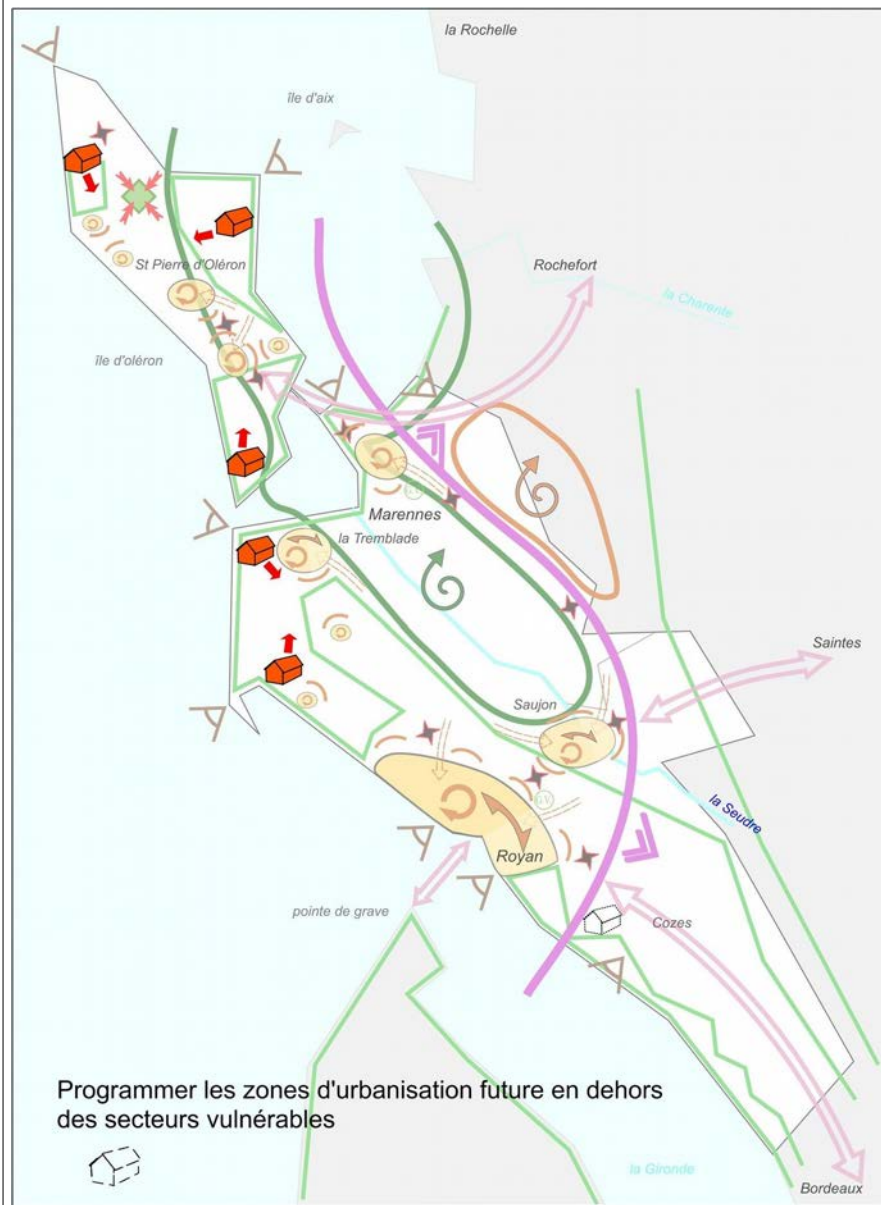 la Rochelle
île d'aix
Rochefort
la Charente
St Pierre d'Oléron
île d'oléron
Marennes
la Tremblade
Saintes
Saujon
la Seudre
Royan
pointe de grave
Cozes
Programmer les zones d'urbanisation future en dehors
des secteurs vulnérables
la Gironde
Bordeaux